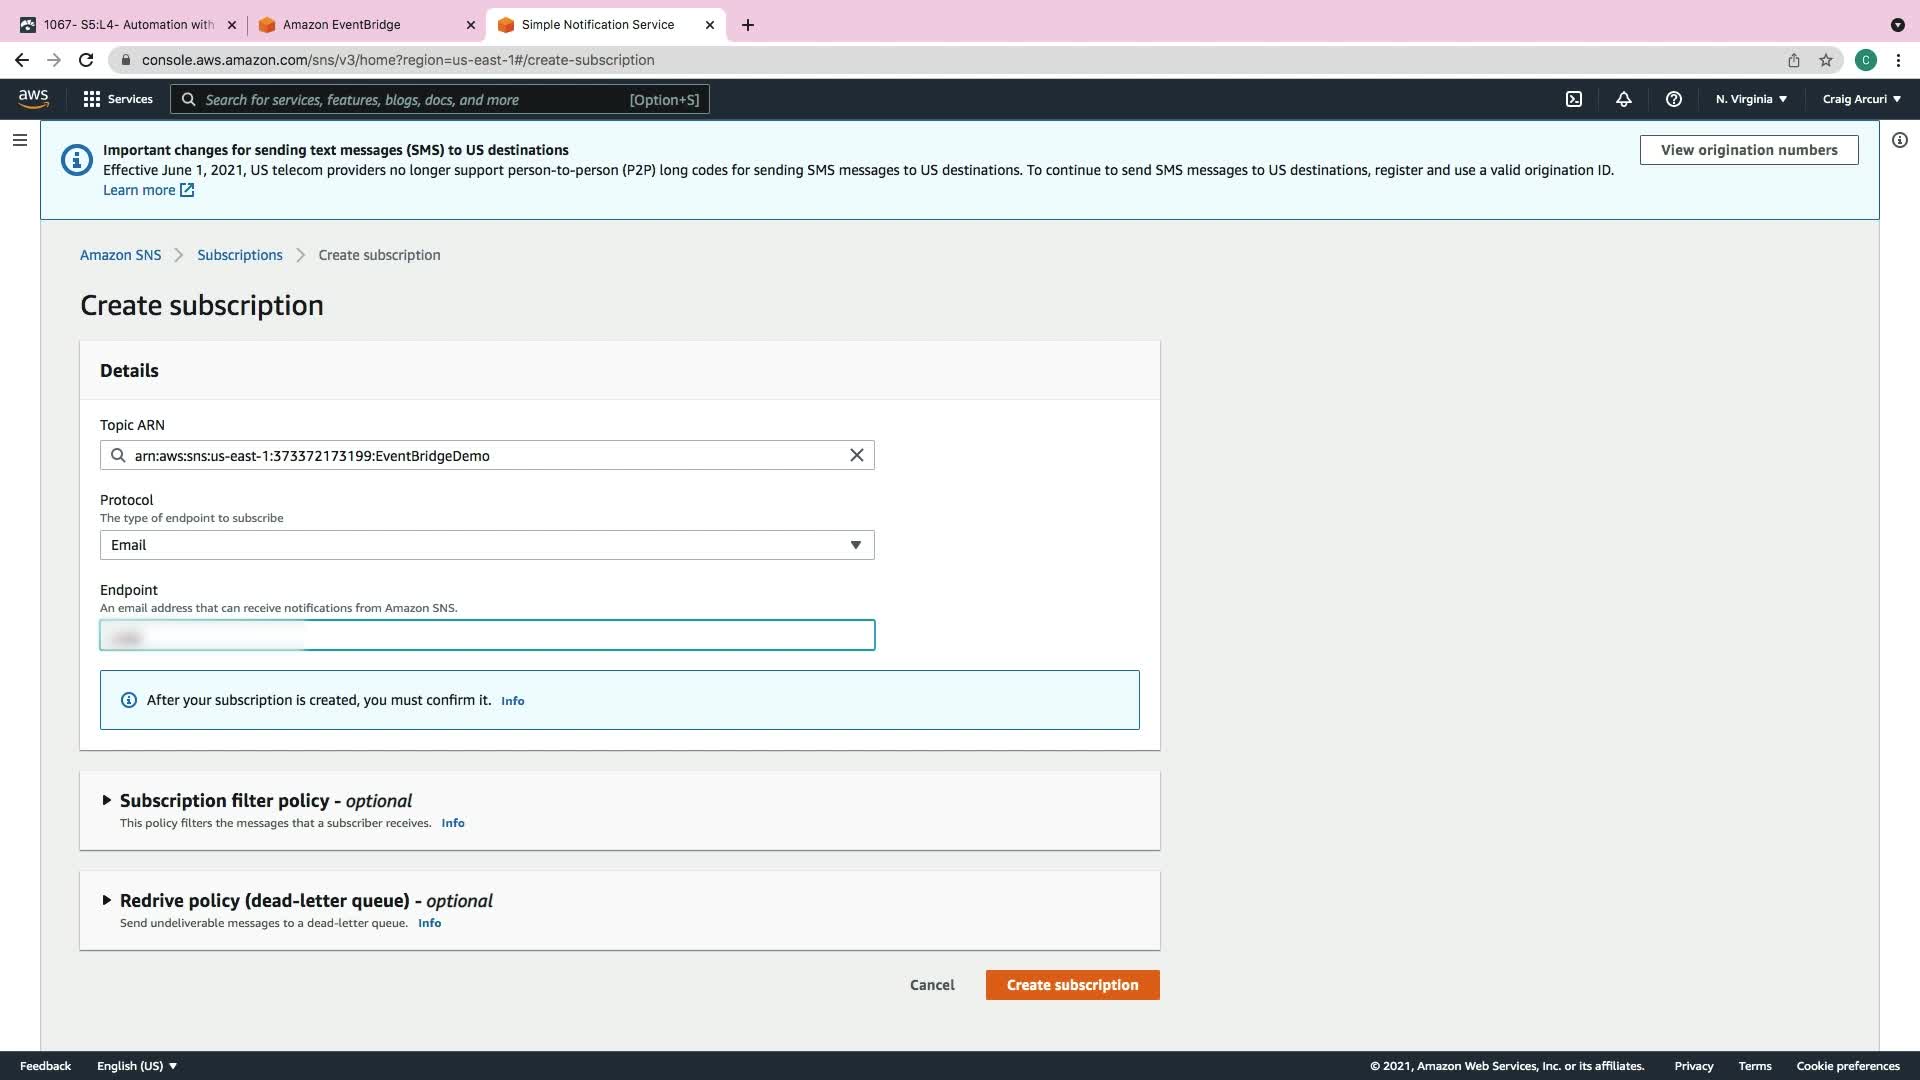 1067- S5:L4- Automation with
Amazon EventBridge
Simple Notification Service
console.aws.amazon.com/sns/v3/home?region=us-east-1#/create-subscription
C
aws
Services
Search for services, features, blogs, docs, and more
[Option+S]
N. Virginia
Craig Arcuri
Important changes for sending text messages (SMS) to US destinations
Effective June 1, 2021, US telecom providers no longer support person-to-person (P2P) long codes for sending SMS messages to US destinations. To continue to send SMS messages to US destinations, register and use a valid origination ID.
Learn more
View origination numbers
Amazon SNS
Subscriptions
Create subscription
Create subscription
Details
Topic ARN
arn:aws:sns:us-east-1:373372173199:EventBridgeDemo
Protocol
The type of endpoint to subscribe
Email
Endpoint
An email address that can receive notifications from Amazon SNS.
After your subscription is created, you must confirm it. Info
Subscription filter policy - optional
This policy filters the messages that a subscriber receives. Info
Redrive policy (dead-letter queue) - optional
Send undeliverable messages to a dead-letter queue. Info
Cancel
Create subscription
Feedback
English (US)
© 2021, Amazon Web Services, Inc. or its affiliates.
Privacy
Terms
Cookie preferences